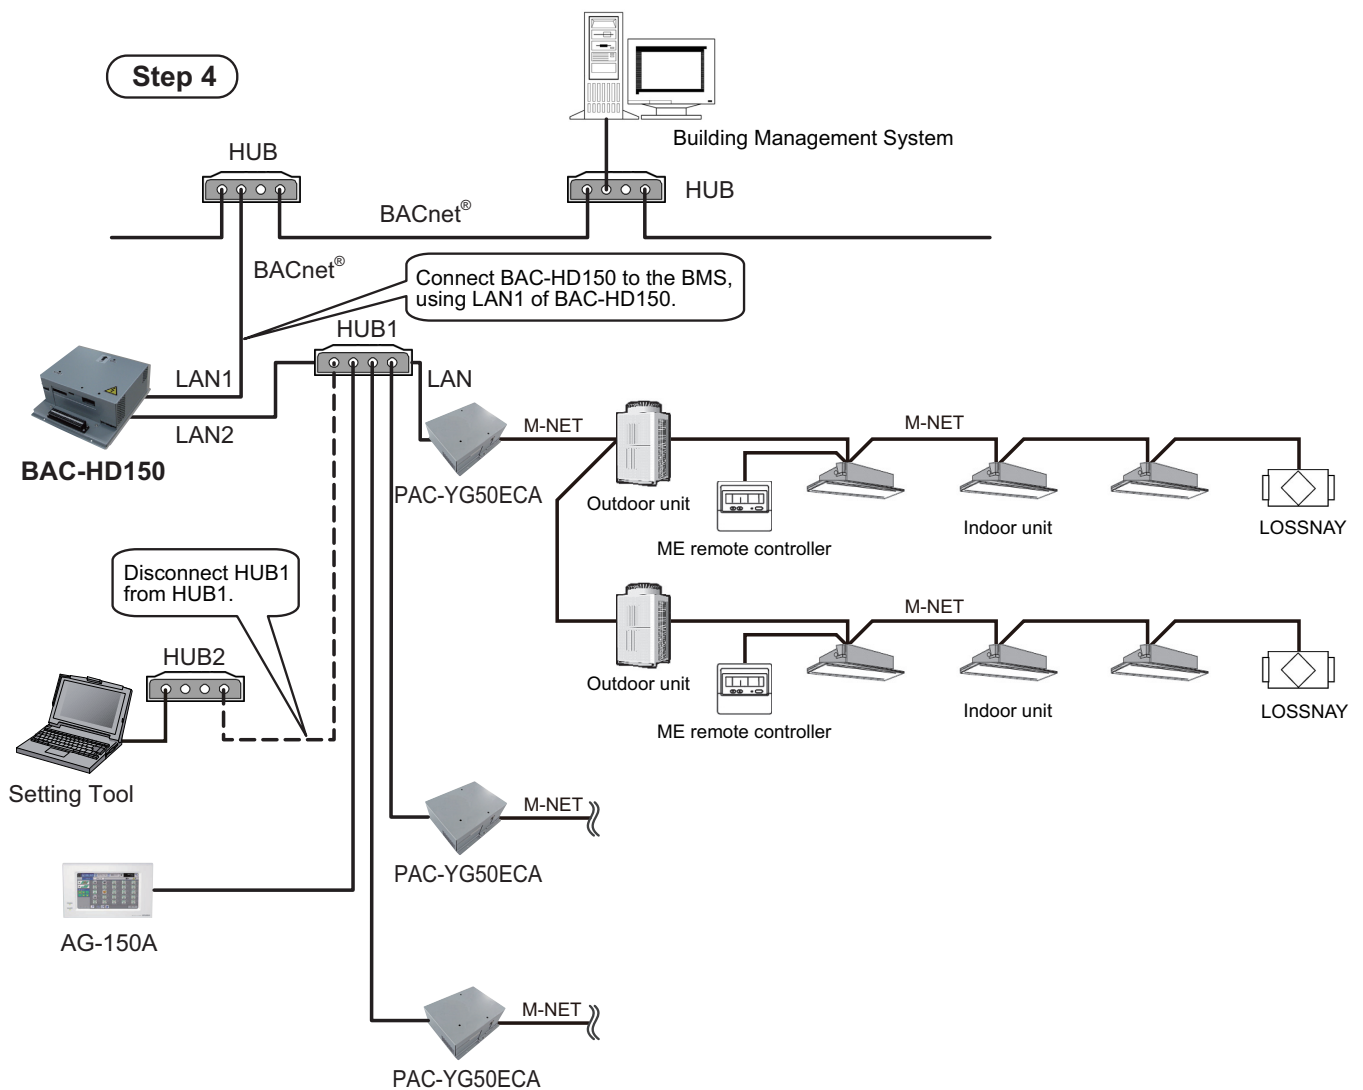 Step 4
Building Management System
HUB
HUB
BACnet®
BACnet®
Connect BAC-HD150 to the BMS,
using LAN1 of BAC-HD150.
HUB1
LAN1
LAN
LAN2
BAC-HD150
M-NET
M-NET
PAC-YG50ECA
Outdoor unit
ME remote controller
Indoor unit
LOSSNAY
Disconnect HUB1
from HUB1.
M-NET
HUB2
Outdoor unit
ME remote controller
Indoor unit
LOSSNAY
Setting Tool
M-NET
PAC-YG50ECA
AG-150A
M-NET
PAC-YG50ECA